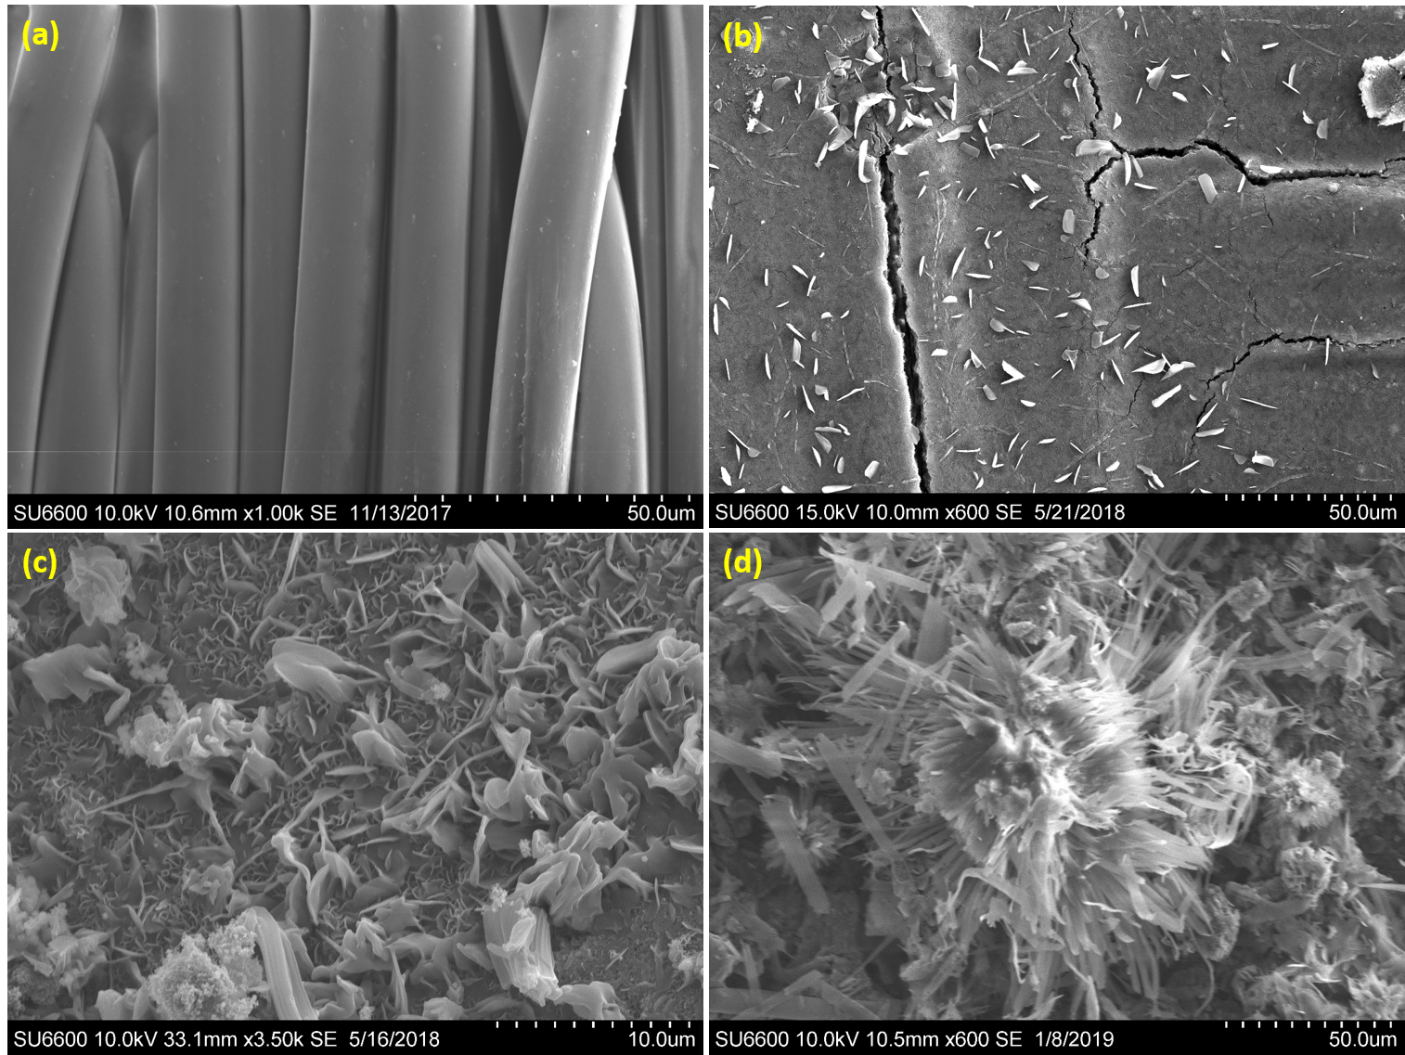 (a)
(b)
SU6600 10.0kV 10.6mm x1.00k SE 11/13/2017 50.0um
SU6600 15.0kV 10.0mm x600 SE 5/21/2018 50.0um
(c)
(d)
SU6600 10.0kV 33.1mm x3.50k SE 5/16/2018 10.0um
SU6600 10.0kV 10.5mm x600 SE 1/8/2019 50.0um